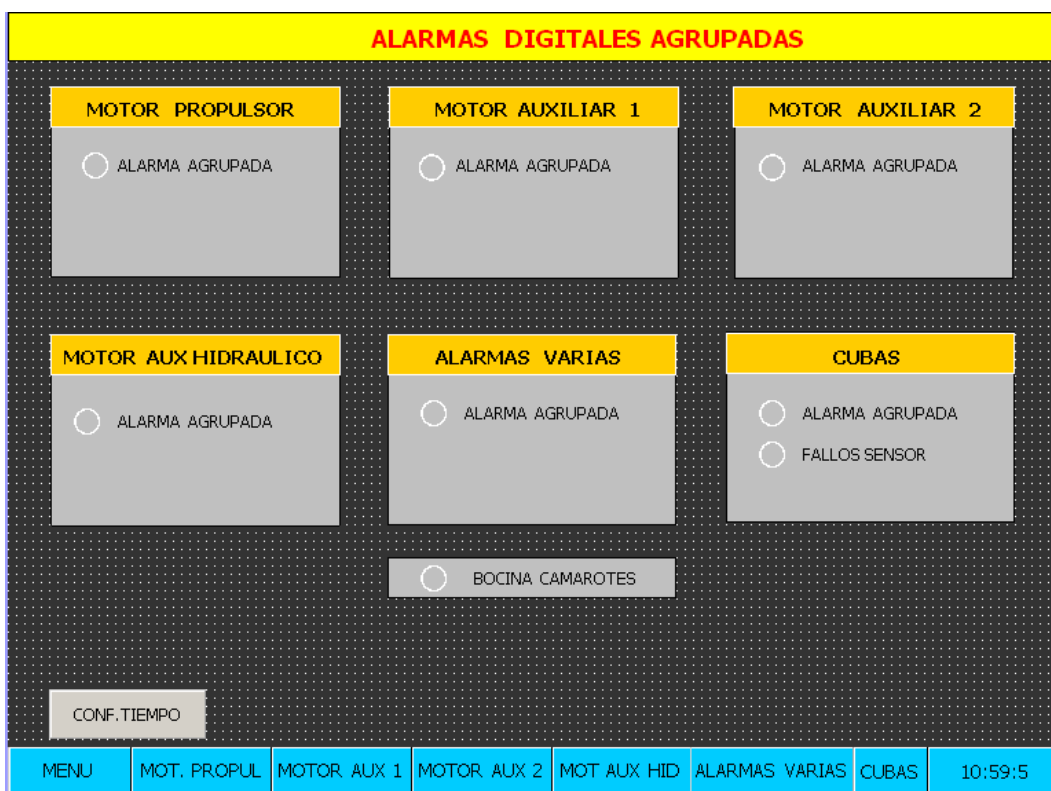 ALARMAS DIGITALES AGRUPADAS
MOTOR PROPULSOR
ALARMA AGRUPADA
MOTOR AUXILIAR 1
ALARMA AGRUPADA
MOTOR AUXILIAR 2
ALARMA AGRUPADA
MOTOR AUX HIDRAULICO
ALARMA AGRUPADA
ALARMAS VARIAS
ALARMA AGRUPADA
CUBAS
ALARMA AGRUPADA
FALLOS SENSOR
BOCINA CAMAROTES
CONF.TIEMPO
MENU
MOT. PROPUL
MOTOR AUX 1
MOTOR AUX 2
MOT AUX HID
ALARMAS VARIAS
CUBAS
10:59:5